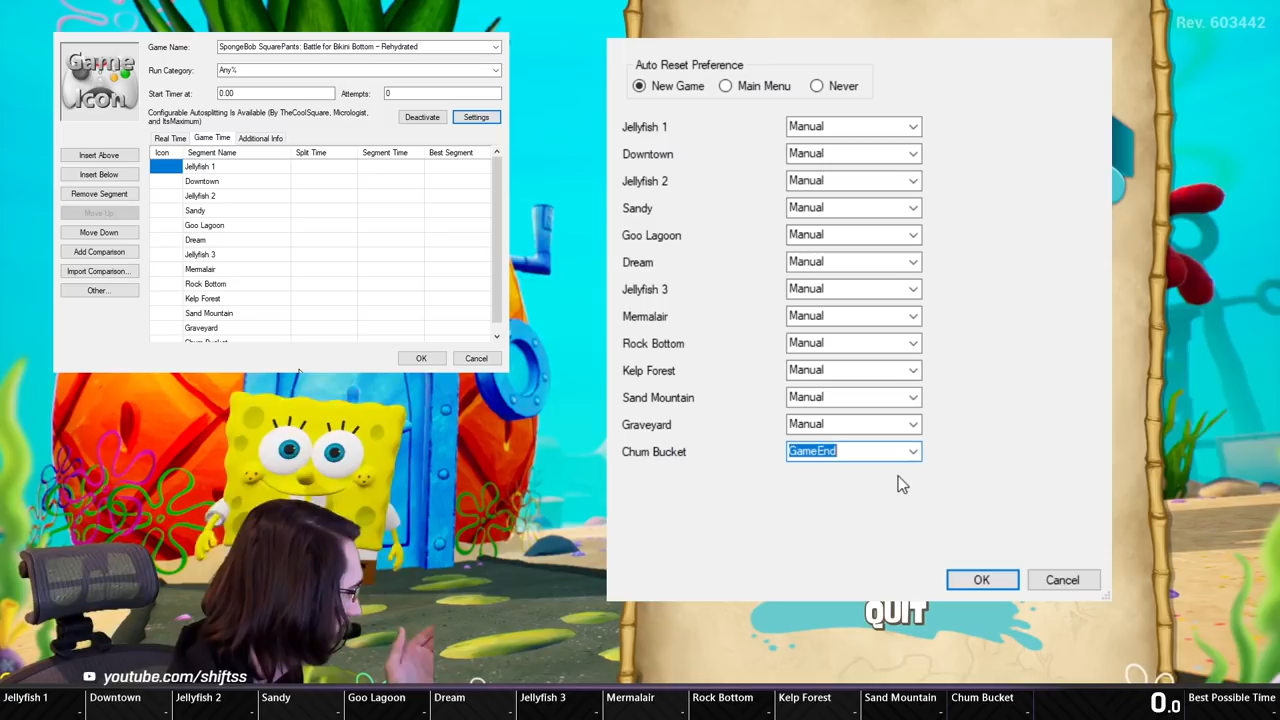 Rev. 603442
Game Icon
Game Name:
SpongeBob SquarePants: Battle for Bikini Bottom - Rehydrated
Run Category:
Any%
Start Timer at:
0.00
Attempts:
0
Configurable Autosplitting Is Available (By TheCoolSquare, Micrologist,
and ItsMaximum)
Deactivate
Settings
Real Time
Game Time
Additional Info
Insert Above
Insert Below
Remove Segment
Move Up
Move Down
Add Comparison
Import Comparison...
Other...
Icon
Segment Name
Split Time
Segment Time
Best Segment
Jellyfish 1
Downtown
Jellyfish 2
Sandy
Goo Lagoon
Dream
Jellyfish 3
Mermalair
Rock Bottom
Kelp Forest
Sand Mountain
Graveyard
Chum Bucket
OK
Cancel
Auto Reset Preference
New Game
Main Menu
Never
Jellyfish 1 Manual
Downtown Manual
Jellyfish 2 Manual
Sandy Manual
Goo Lagoon Manual
Dream Manual
Jellyfish 3 Manual
Mermalair Manual
Rock Bottom Manual
Kelp Forest Manual
Sand Mountain Manual
Graveyard Manual
Chum Bucket GameEnd
OK
Cancel
QUIT
youtube.com/shiftss
Jellyfish 1
-
Downtown
-
Jellyfish 2
-
Sandy
-
Goo Lagoon
-
Dream
-
Jellyfish 3
-
Mermalair
-
Rock Bottom
-
Kelp Forest
-
Sand Mountain
-
Chum Bucket
-
0.0
Best Possible Time
-